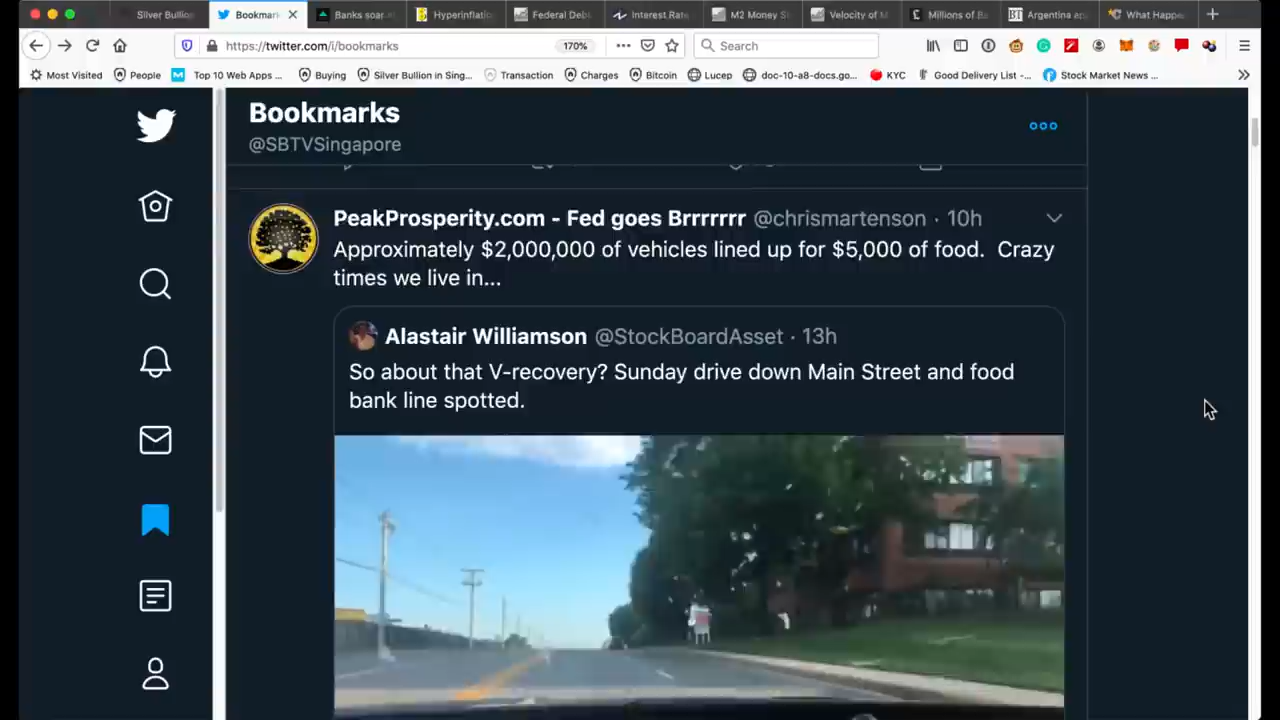 Silver Bullion
Bookmark
Banks soar
Hyperinflatio
Federal Deb
Interest Rate
M2 Money S
Velocity of M
Millions of Ba
BT Argentina ap
What Happe
https://twitter.com/i/bookmarks
170%
Search
Most Visited
People
Top 10 Web Apps ...
Buying
Silver Bullion in Sing...
Transaction
Charges
Bitcoin
Lucep
doc-10-a8-docs.go...
KYC
Good Delivery List -...
Stock Market News ...
Bookmarks
@SBTVSingapore
PeakProsperity.com - Fed goes Brrrrrrr @chrismartenson · 10h
Approximately $2,000,000 of vehicles lined up for $5,000 of food. Crazy
times we live in...
Alastair Williamson @StockBoardAsset · 13h
So about that V-recovery? Sunday drive down Main Street and food
bank line spotted.